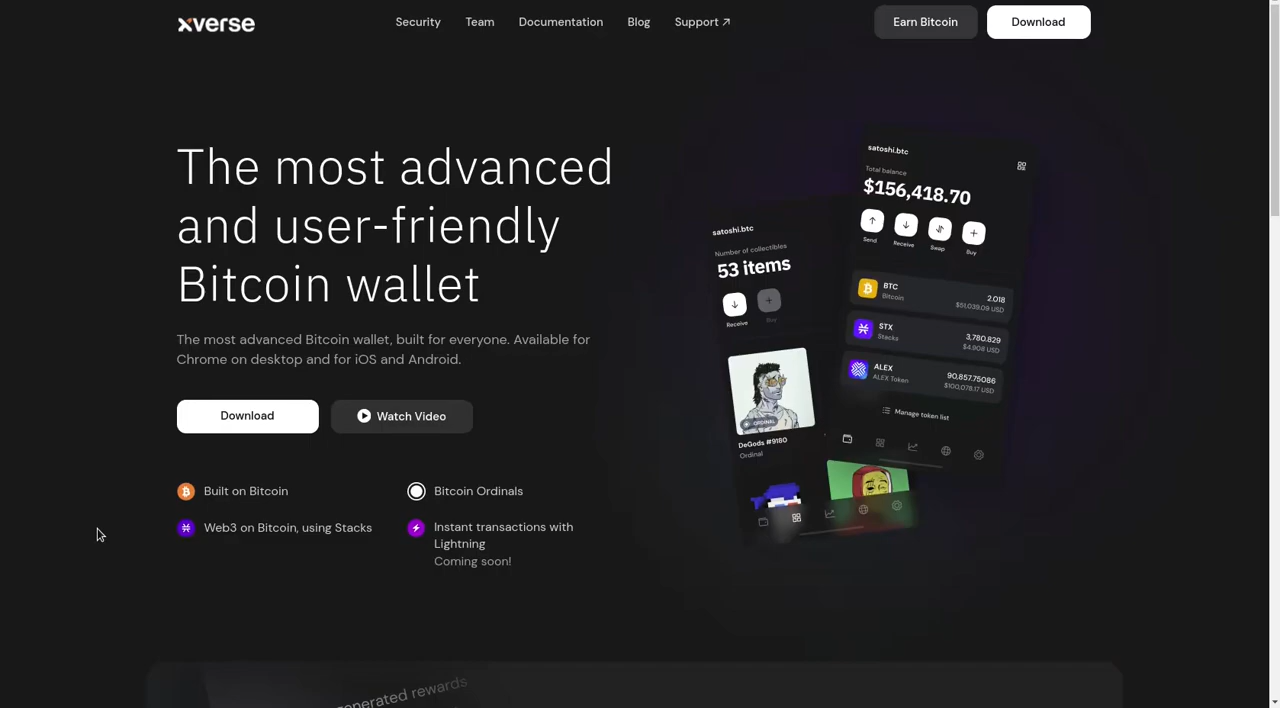 xverse
Security
Team
Documentation
Blog
Support ↗
Earn Bitcoin
Download
The most advanced
and user-friendly
Bitcoin wallet
The most advanced Bitcoin wallet, built for everyone. Available for
Chrome on desktop and for iOS and Android.
Download
Watch Video
Built on Bitcoin
Bitcoin Ordinals
Web3 on Bitcoin, using Stacks
Instant transactions with
Lightning
Coming soon!
satoshi.btc
Number of collectibles
53 items
Receive
Buy
ORDINAL
DeGods #9180
Ordinal
satoshi.btc
Total balance
$156,418.70
Send
Receive
Swap
Buy
BTC
2.018
Bitcoin
$51,039.09 USD
STX
3,780.829
Stacks
$4,908 USD
ALEX
90,857.75086
ALEX Token
$100,078.17 USD
Manage token list
generated rewards